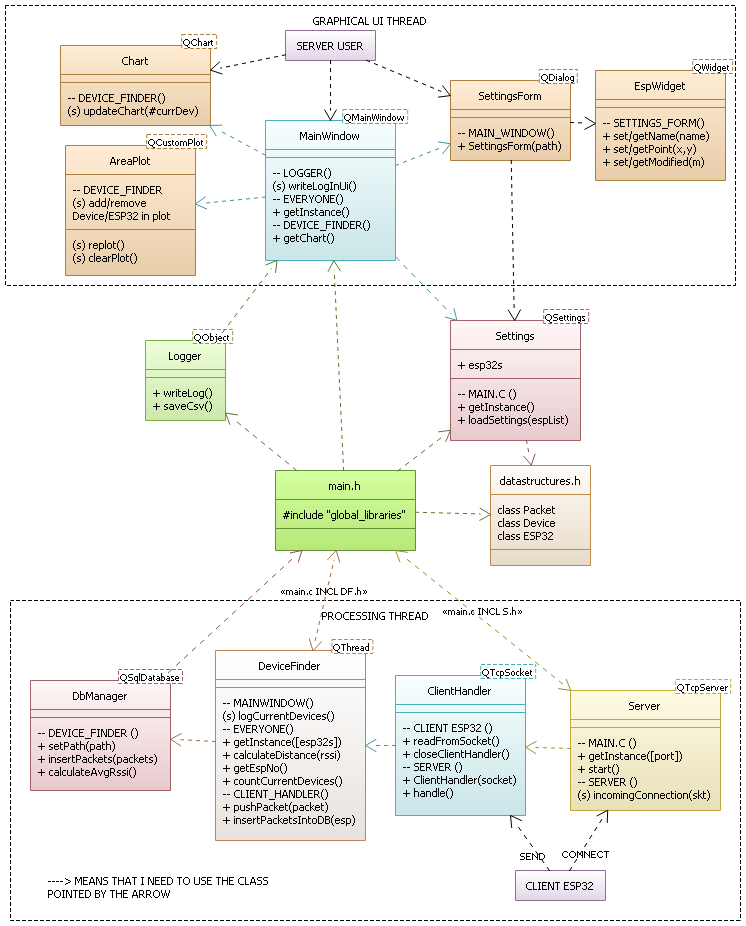 GRAPHICAL UI THREAD
SERVER USER
QChart
Chart
-- DEVICE_FINDER()
(s) updateChart(#currDev)
QCustomPlot
AreaPlot
-- DEVICE_FINDER
(s) add/remove
Device/ESP32 in plot
(s) replot()
(s) clearPlot()
QMainWindow
MainWindow
-- LOGGER()
(s) writeLogInUi()
-- EVERYONE()
+ getInstance()
-- DEVICE_FINDER()
+ getChart()
QDialog
SettingsForm
-- MAIN_WINDOW()
+ SettingsForm(path)
QWidget
EspWidget
-- SETTINGS_FORM()
+ set/getName(name)
+ set/getPoint(x,y)
+ set/getModified(m)
QObject
Logger
+ writeLog()
+ saveCsv()
QSettings
Settings
+ esp32s
-- MAIN.C ()
+ getInstance()
+ loadSettings(espList)
main.h
#include "global_libraries"
datastructures.h
class Packet
class Device
class ESP32
«main.c INCL DF.h»
«main.c INCL S.h»
PROCESSING THREAD
QSqlDatabase
DbManager
-- DEVICE_FINDER ()
+ setPath(path)
+ insertPackets(packets)
+ calculateAvgRssi()
QThread
DeviceFinder
-- MAINWINDOW()
(s) logCurrentDevices()
-- EVERYONE()
+ getInstance([esp32s])
+ calculateDistance(rssi)
+ getEspNo()
+ countCurrentDevices()
-- CLIENT_HANDLER()
+ pushPacket(packet)
+ insertPacketsIntoDB(esp)
QTcpSocket
ClientHandler
-- CLIENT ESP32 ()
+ readFromSocket()
+ closeClientHandler()
-- SERVER ()
+ ClientHandler(socket)
+ handle()
QTcpServer
Server
-- MAIN.C ()
+ getInstance([port])
+ start()
-- SERVER ()
(s) incomingConnection(skt)
SEND
COMNECT
CLIENT ESP32
----> MEANS THAT I NEED TO USE THE CLASS
POINTED BY THE ARROW